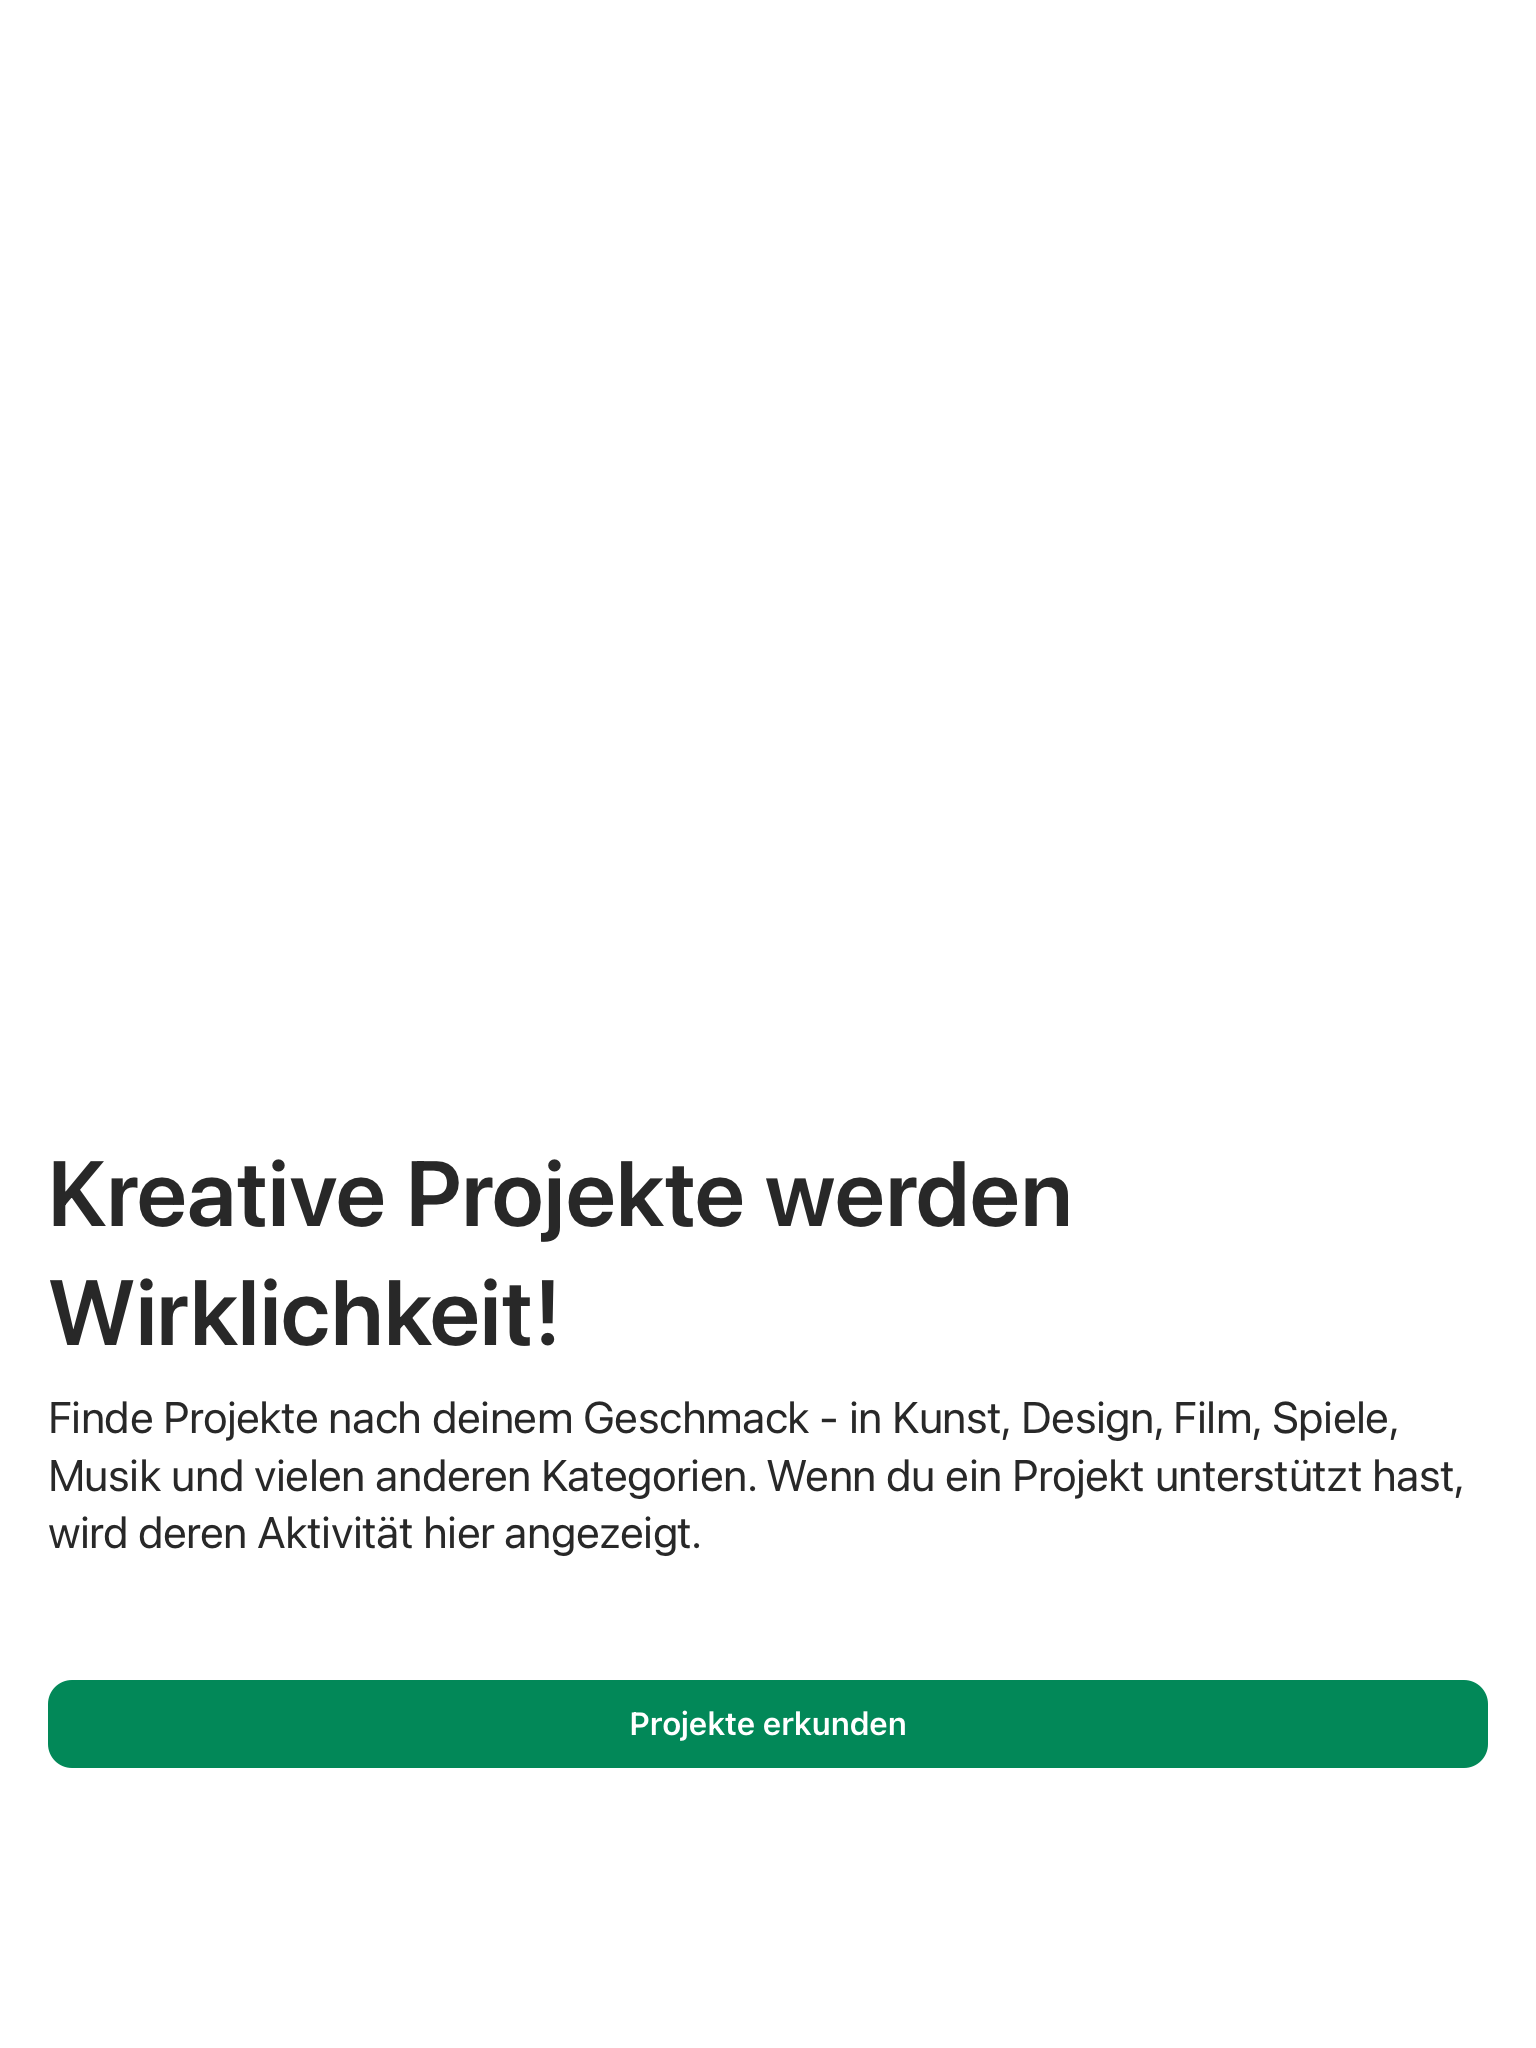 Kreative Projekte werden
Wirklichkeit!
Finde Projekte nach deinem Geschmack - in Kunst, Design, Film, Spiele,
Musik und vielen anderen Kategorien. Wenn du ein Projekt unterstützt hast,
wird deren Aktivität hier angezeigt.
Projekte erkunden